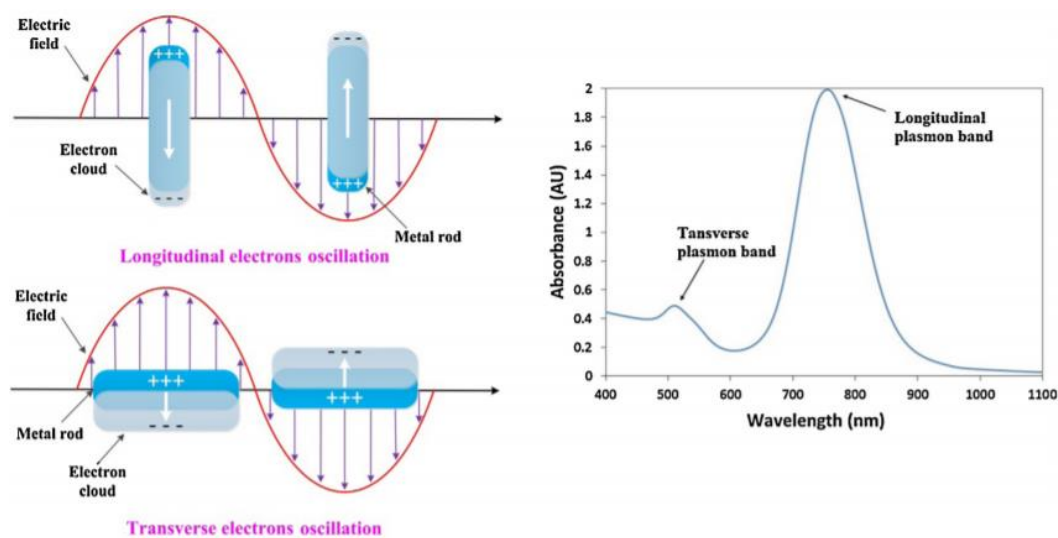 Electric
field
+++
- - -
Electron
cloud
- - -
+++
Metal rod
Longitudinal electrons oscillation
Electric
field
+++
- - -
Metal rod
Electron
cloud
- - -
+++
Transverse electrons oscillation
Absorbance (AU)
2
1.8
1.6
1.4
1.2
1
0.8
0.6
0.4
0.2
0
Longitudinal
plasmon band
Tansverse
plasmon band
400 500 600 700 800 900 1000 1100
Wavelength (nm)